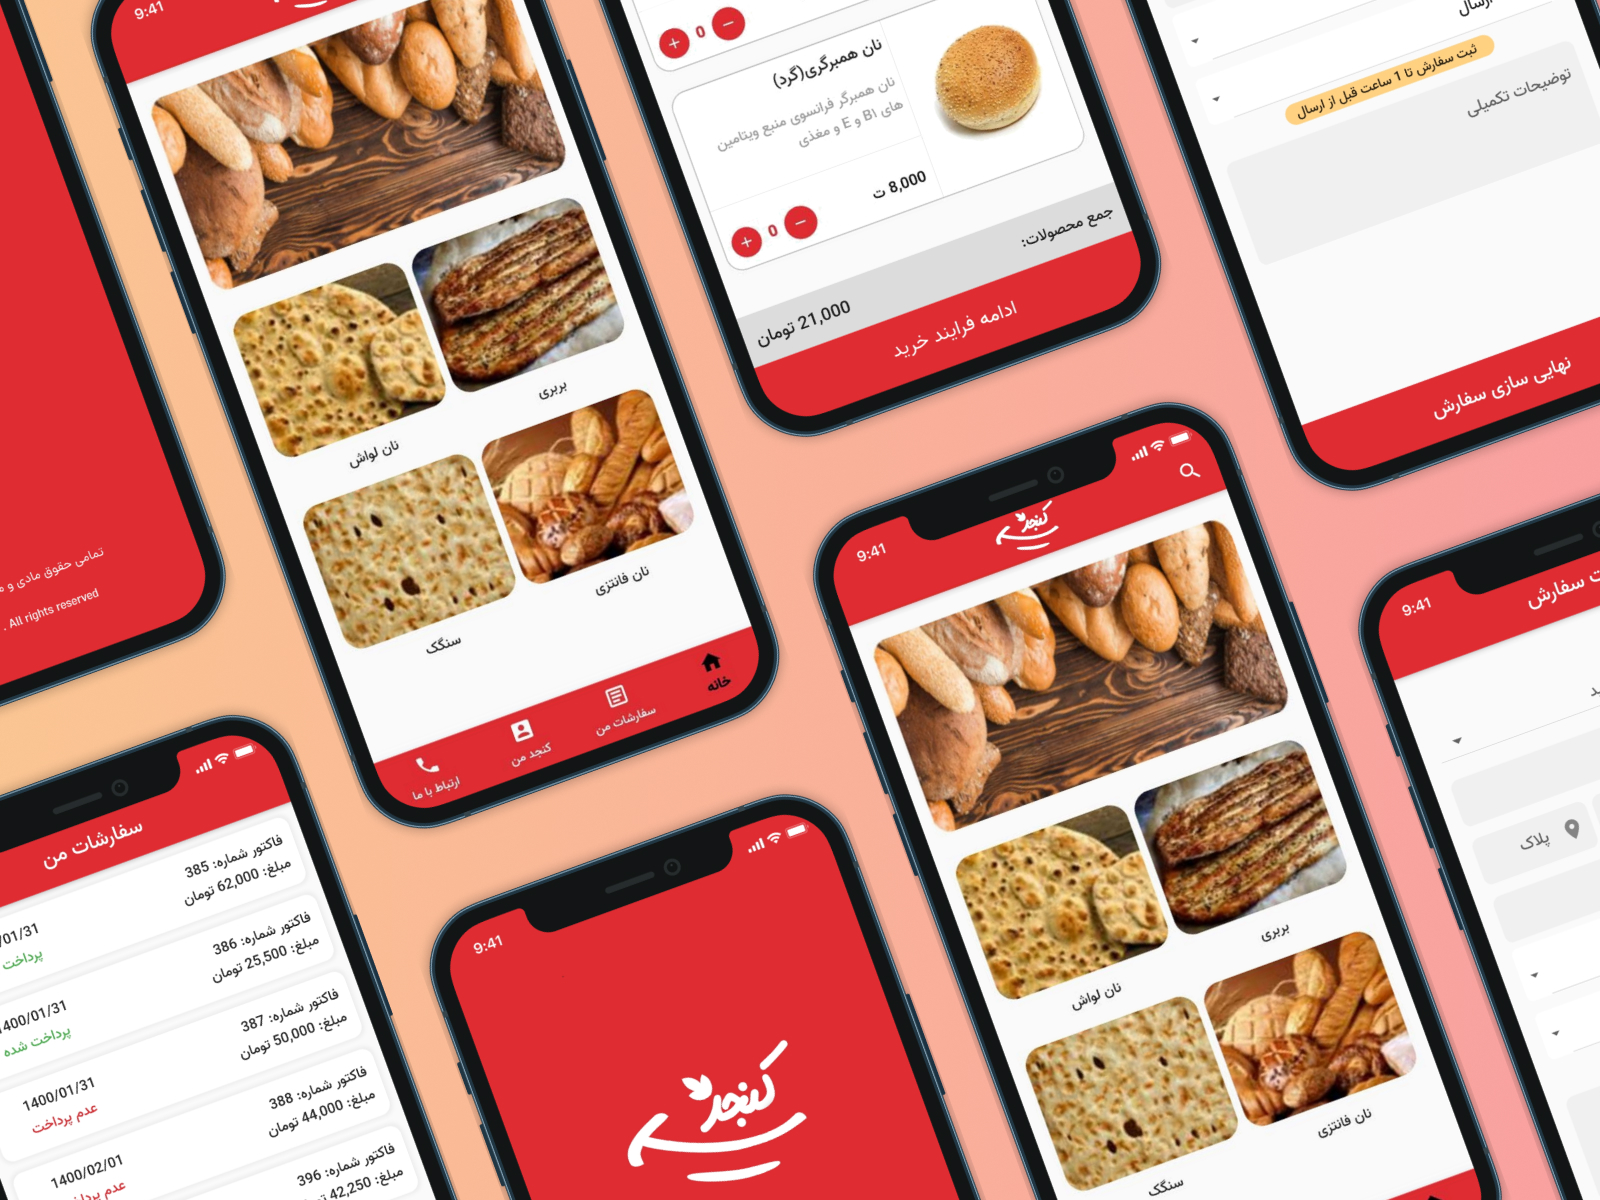 تمامی حقوق مادی و
All rights reserved .
9:41
نان لواش
بربری
سنگک
نان فانتزی
خانه
سفارشات من
کنجد من
ارتباط با ما
0
نان همبرگری(گرد)
نان همبرگر فرانسوی منبع ویتامین
های B1 و E و مغذی
8,000 ت
0
جمع محصولات:
21,000 تومان
ادامه فرایند خرید
ارسال
ثبت سفارش تا 1 ساعت قبل از ارسال
توضیحات تکمیلی
نهایی سازی سفارش
سفارشات من
فاکتور شماره: 385
مبلغ: 62,000 تومان
/01/31
پرداخت
فاکتور شماره: 386
مبلغ: 25,500 تومان
1400/01/31
پرداخت شده
فاکتور شماره: 387
مبلغ: 50,000 تومان
1400/01/31
عدم پرداخت
فاکتور شماره: 388
مبلغ: 44,000 تومان
1400/02/01
عدم پرداخت
فاکتور شماره: 396
مبلغ: 42,250
9:41
کنجد
9:41
کنجد
نان لواش
بربری
سنگک
نان فانتزی
9:41
سفارش
پلاک